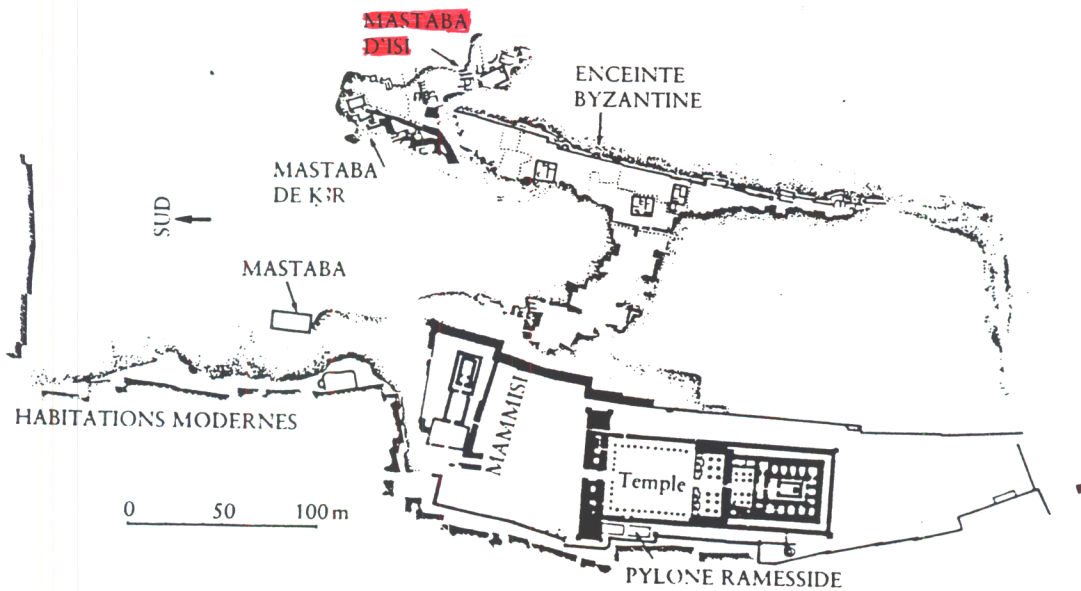 MASTABA
D'ISI
ENCEINTE
BYZANTINE
MASTABA
DE K3R
SUD
MASTABA
HABITATIONS MODERNES
MAMMISI
Temple
0 50 100 m
PYLONE RAMESSIDE